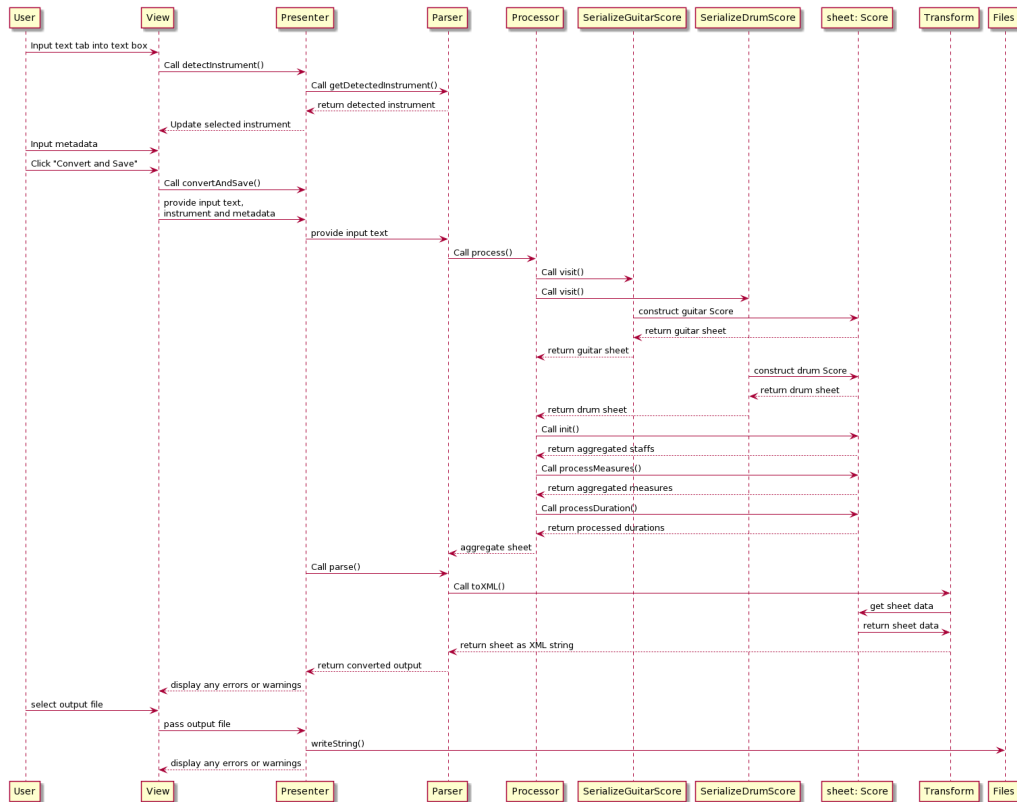 User View Presenter Parser Processor SerializeGuitarScore SerializeDrumScore sheet: Score Transform Files
Input text tab into text box
Call detectInstrument()
Call getDetectedInstrument()
return detected instrument
Update selected instrument
Input metadata
Click "Convert and Save"
Call convertAndSave()
provide input text,
instrument and metadata
provide input text
Call process()
Call visit()
Call visit()
construct guitar Score
return guitar sheet
return guitar sheet
construct drum Score
return drum sheet
return drum sheet
Call init()
return aggregated staffs
Call processMeasures()
return aggregated measures
Call processDuration()
return processed durations
aggregate sheet
Call parse()
Call toXML()
get sheet data
return sheet data
return sheet as XML string
return converted output
display any errors or warnings
select output file
pass output file
writeString()
display any errors or warnings
User View Presenter Parser Processor SerializeGuitarScore SerializeDrumScore sheet: Score Transform Files